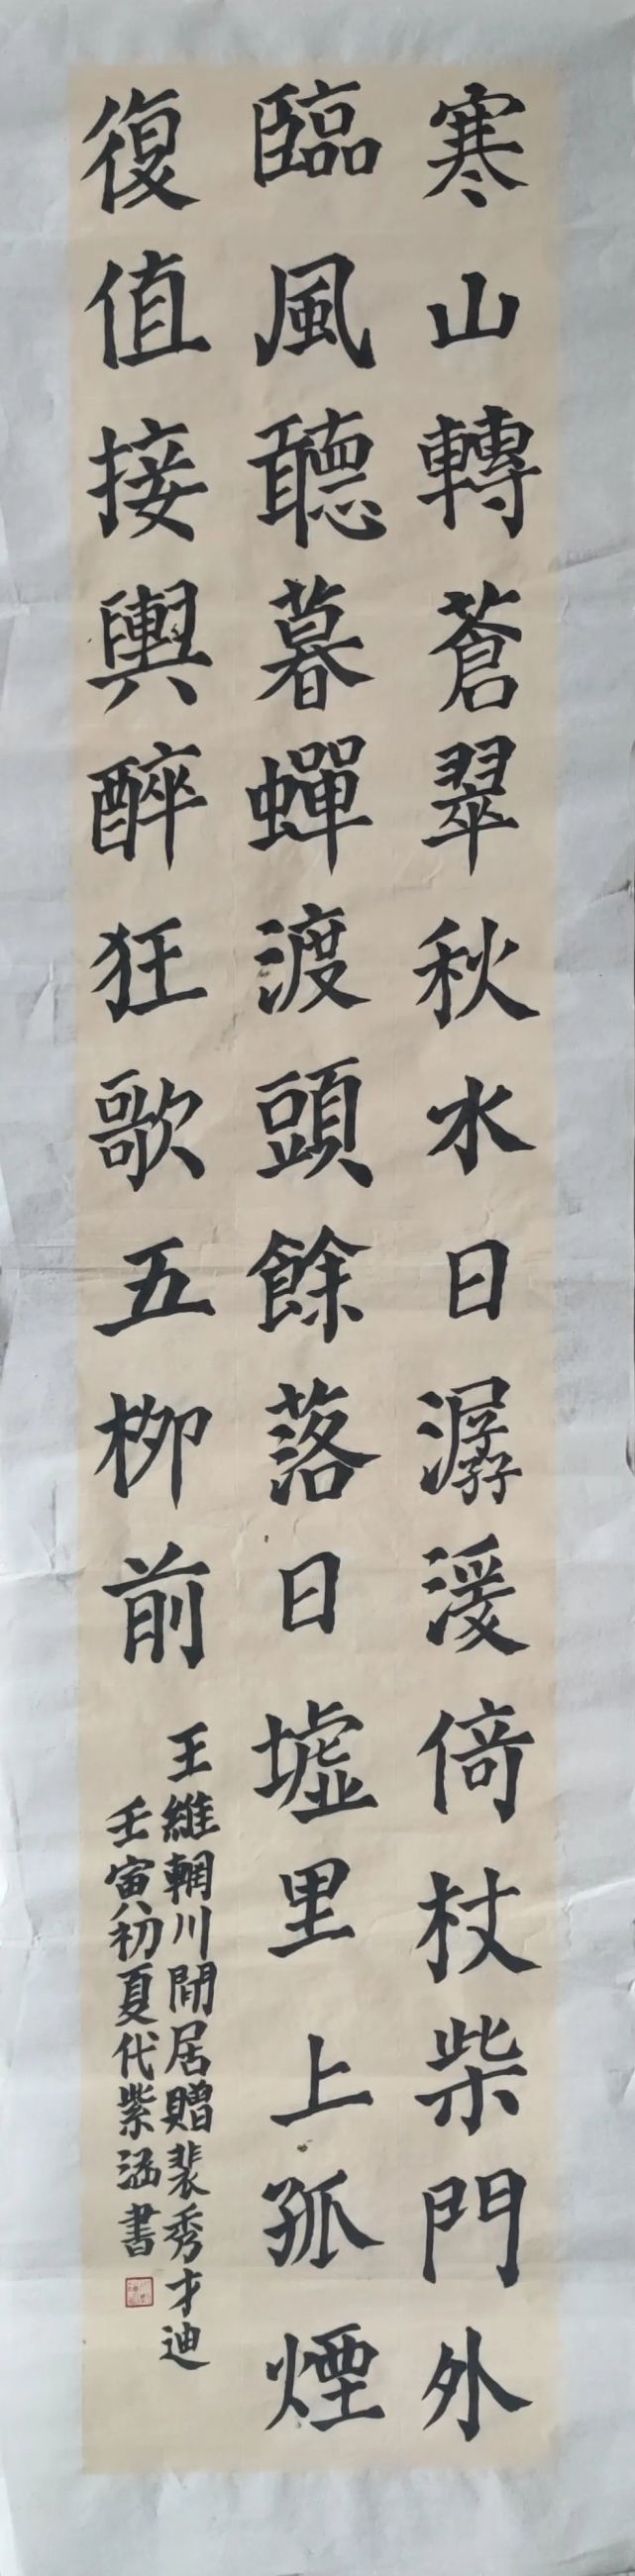 寒山轉蒼翠秋水日潺湲倚杖柴門外
臨風聽暮蟬渡頭餘落日墟里上孤煙
復值接輿醉狂歌五柳前
王維輞川閒居贈裴秀才迪
壬寅初夏代紫涵書